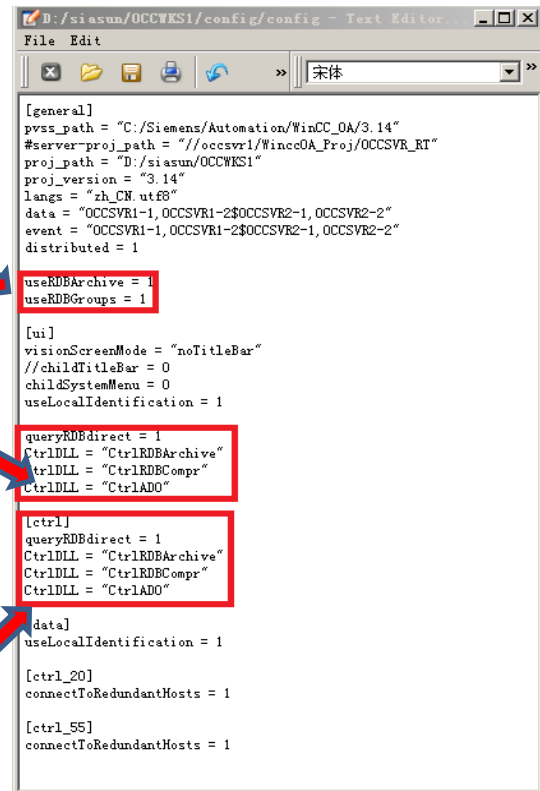 D:/siasun/OCCWKS1/config/config - Text Editor...
File Edit
» 宋体 »
[general]
pvss_path = "C:/Siemens/Automation/WinCC_OA/3.14"
#server-proj_path = "//occsvr1/WinccOA_Proj/OCCSVR_RT"
proj_path = "D:/siasun/OCCWKS1"
proj_version = "3.14"
langs = "zh_CN.utf8"
data = "OCCSVR1-1,OCCSVR1-2$OCCSVR2-1,OCCSVR2-2"
event = "OCCSVR1-1,OCCSVR1-2$OCCSVR2-1,OCCSVR2-2"
distributed = 1
useRDBArchive = 1
useRDBGroups = 1
[ui]
visionScreenMode = "noTitleBar"
//childTitleBar = 0
childSystemMenu = 0
useLocalIdentification = 1
queryRDBdirect = 1
CtrlDLL = "CtrlRDBArchive"
CtrlDLL = "CtrlRDBCompr"
CtrlDLL = "CtrlADO"
[ctrl]
queryRDBdirect = 1
CtrlDLL = "CtrlRDBArchive"
CtrlDLL = "CtrlRDBCompr"
CtrlDLL = "CtrlADO"
[data]
useLocalIdentification = 1
[ctrl_20]
connectToRedundantHosts = 1
[ctrl_55]
connectToRedundantHosts = 1